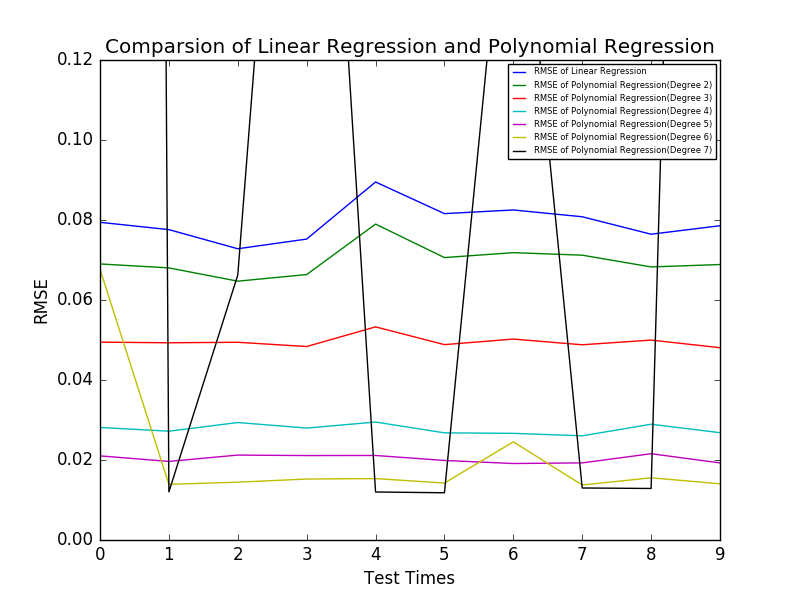 Comparsion of Linear Regression and Polynomial Regression
0.12
0.10
0.08
0.06
0.04
0.02
0.00
RMSE
RMSE of Linear Regression
RMSE of Polynomial Regression(Degree 2)
RMSE of Polynomial Regression(Degree 3)
RMSE of Polynomial Regression(Degree 4)
RMSE of Polynomial Regression(Degree 5)
RMSE of Polynomial Regression(Degree 6)
RMSE of Polynomial Regression(Degree 7)
0 1 2 3 4 5 6 7 8 9
Test Times